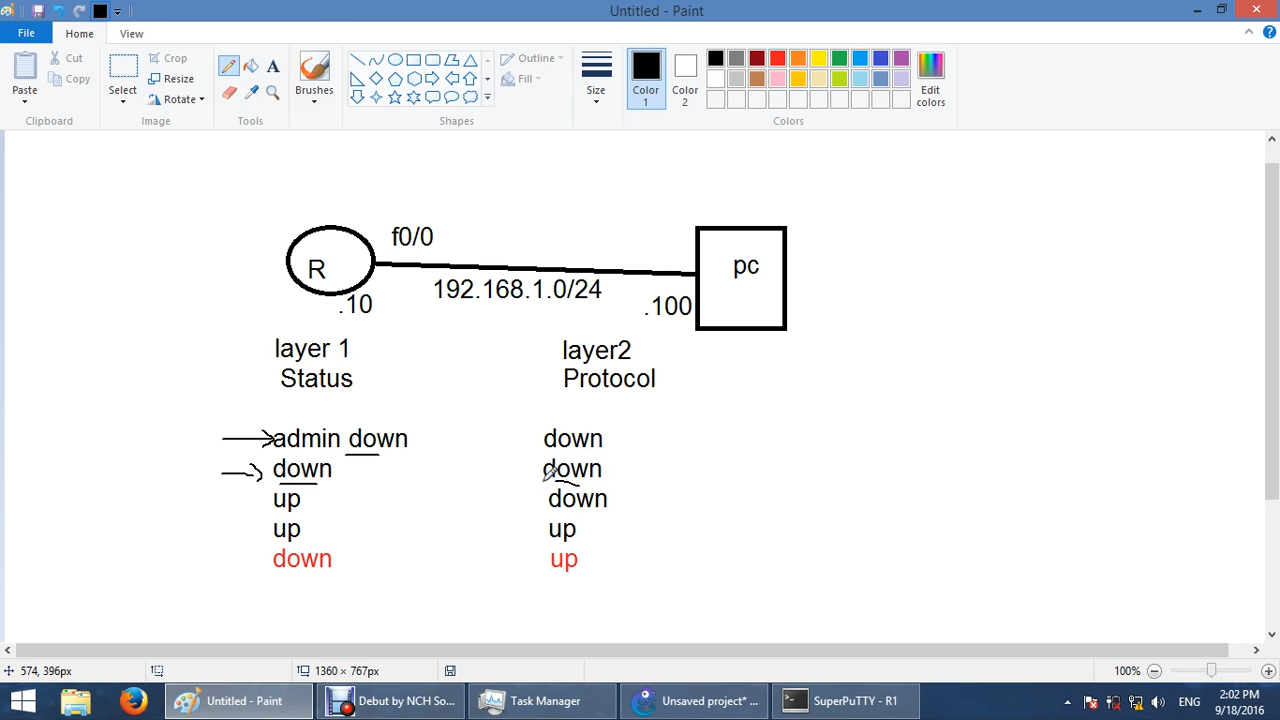 Untitled - Paint
File
Home
View
Paste
Cut
Copy
Clipboard
Select
Crop
Resize
Rotate
Image
A
Tools
Brushes
Outline
Fill
Shapes
Size
Color 1
Color 2
Edit colors
Colors
f0/0
R
pc
192.168.1.0/24
.10
.100
layer 1
layer2
Status
Protocol
admin down
down
down
down
up
down
up
up
down
up
574, 396px
1360 × 767px
100%
Untitled - Paint
Debut by NCH So...
Task Manager
Unsaved project* ...
SuperPuTTY - R1
ENG
2:02 PM
9/18/2016